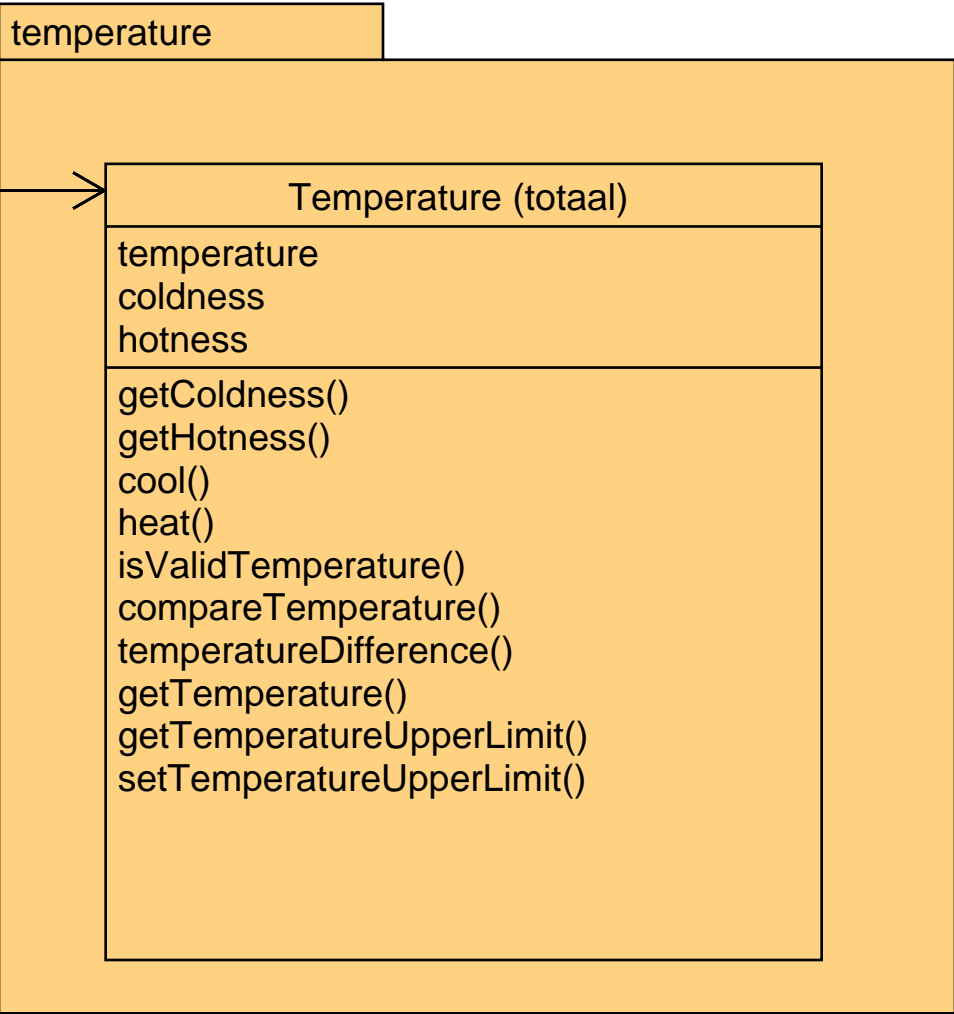 temperature
Temperature (totaal)
temperature
coldness
hotness
getColdness()
getHotness()
cool()
heat()
isValidTemperature()
compareTemperature()
temperatureDifference()
getTemperature()
getTemperatureUpperLimit()
setTemperatureUpperLimit()